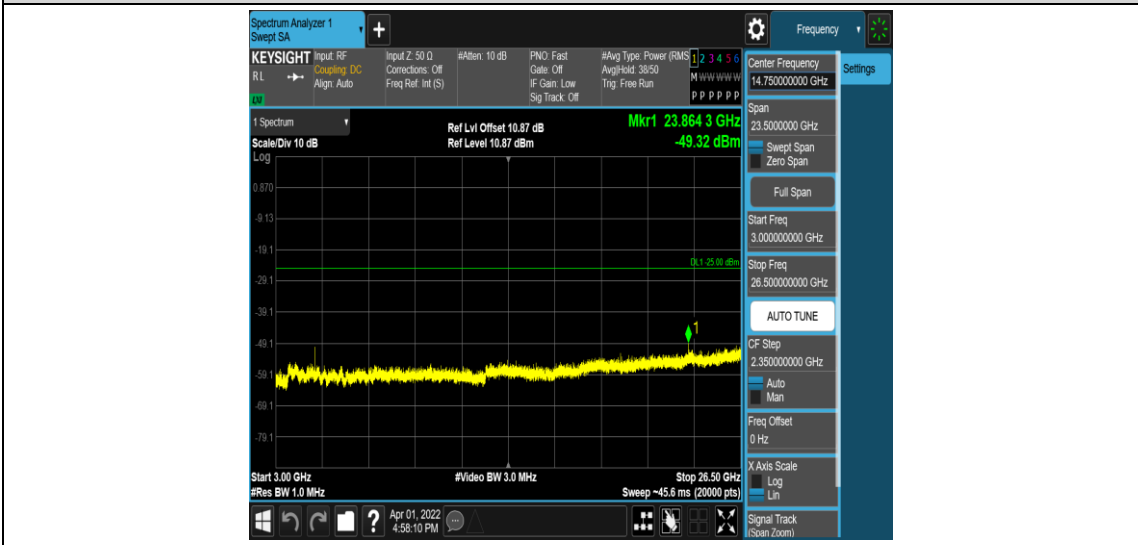 Spectrum Analyzer 1
Swept SA
+
Frequency
KEYSIGHT
Input: RF
Input Z: 50 Ω
#Atten: 10 dB
PNO: Fast
#Avg Type: Power (RMS
1 2 3 4 5 6
RL
Coupling: DC
Corrections: Off
Gate: Off
Avg|Hold: 38/50
M W W W W W
Align: Auto
Freq Ref: Int (S)
IF Gain: Low
Trig: Free Run
Sig Track: Off
P P P P P P
LXI
1 Spectrum
Ref Lvl Offset 10.87 dB
Mkr1 23.864 3 GHz
Scale/Div 10 dB
Ref Level 10.87 dBm
-49.32 dBm
Log
0.870
-9.13
-19.1
DL1 -25.00 dBm
-29.1
-39.1
1
-49.1
-59.1
-69.1
-79.1
Start 3.00 GHz
#Video BW 3.0 MHz
Stop 26.50 GHz
#Res BW 1.0 MHz
Sweep ~45.6 ms (20000 pts)
?
Apr 01, 2022
4:58:10 PM
Center Frequency
14.750000000 GHz
Settings
Span
23.5000000 GHz
Swept Span
Zero Span
Full Span
Start Freq
3.000000000 GHz
Stop Freq
26.500000000 GHz
AUTO TUNE
CF Step
2.350000000 GHz
Auto
Man
Freq Offset
0 Hz
X Axis Scale
Log
Lin
Signal Track
(Span Zoom)